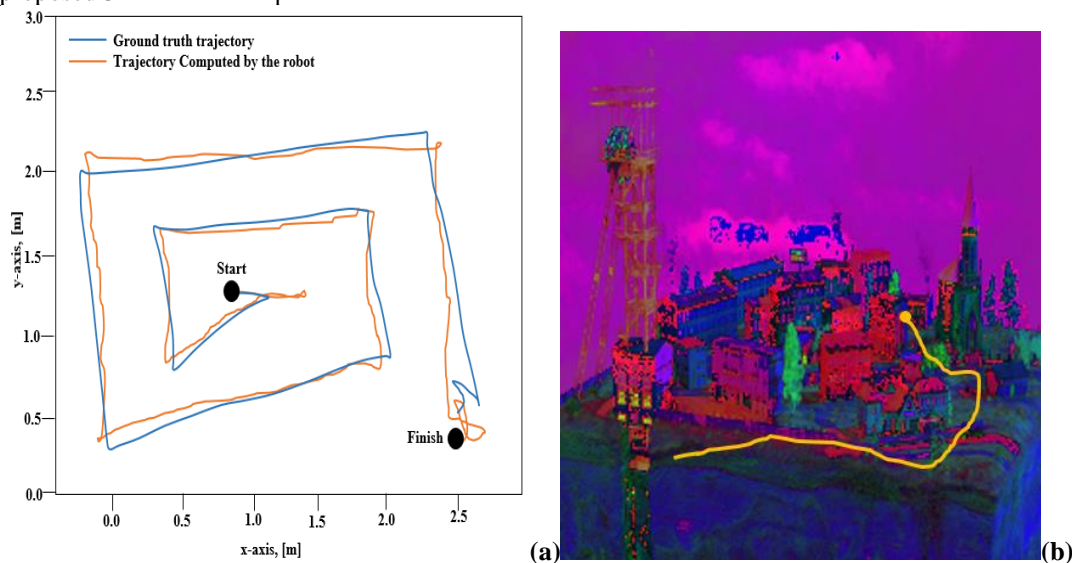 3.0
Ground truth trajectory
Trajectory Computed by the robot
2.5
2.0
y-axis, [m]
1.5
Start
1.0
0.5
Finish
0.0
0.0 0.5 1.0 1.5 2.0 2.5
x-axis, [m]
(a)
(b)